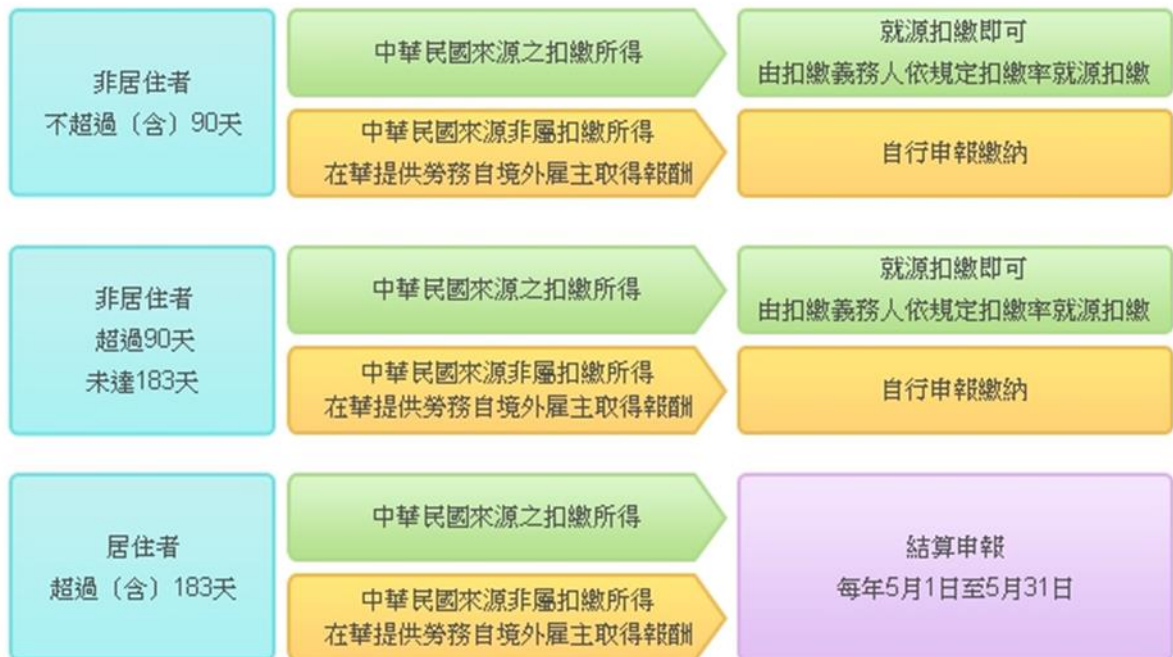 非居住者
不超過〔含〕90天
中華民國來源之扣繳所得
就源扣繳即可
由扣繳義務人依規定扣繳率就源扣繳
中華民國來源非屬扣繳所得
在華提供勞務自境外雇主取得報酬
自行申報繳納
非居住者
超過90天
未達183天
中華民國來源之扣繳所得
就源扣繳即可
由扣繳義務人依規定扣繳率就源扣繳
中華民國來源非屬扣繳所得
在華提供勞務自境外雇主取得報酬
自行申報繳納
居住者
超過〔含〕183天
中華民國來源之扣繳所得
中華民國來源非屬扣繳所得
在華提供勞務自境外雇主取得報酬
結算申報
每年5月1日至5月31日